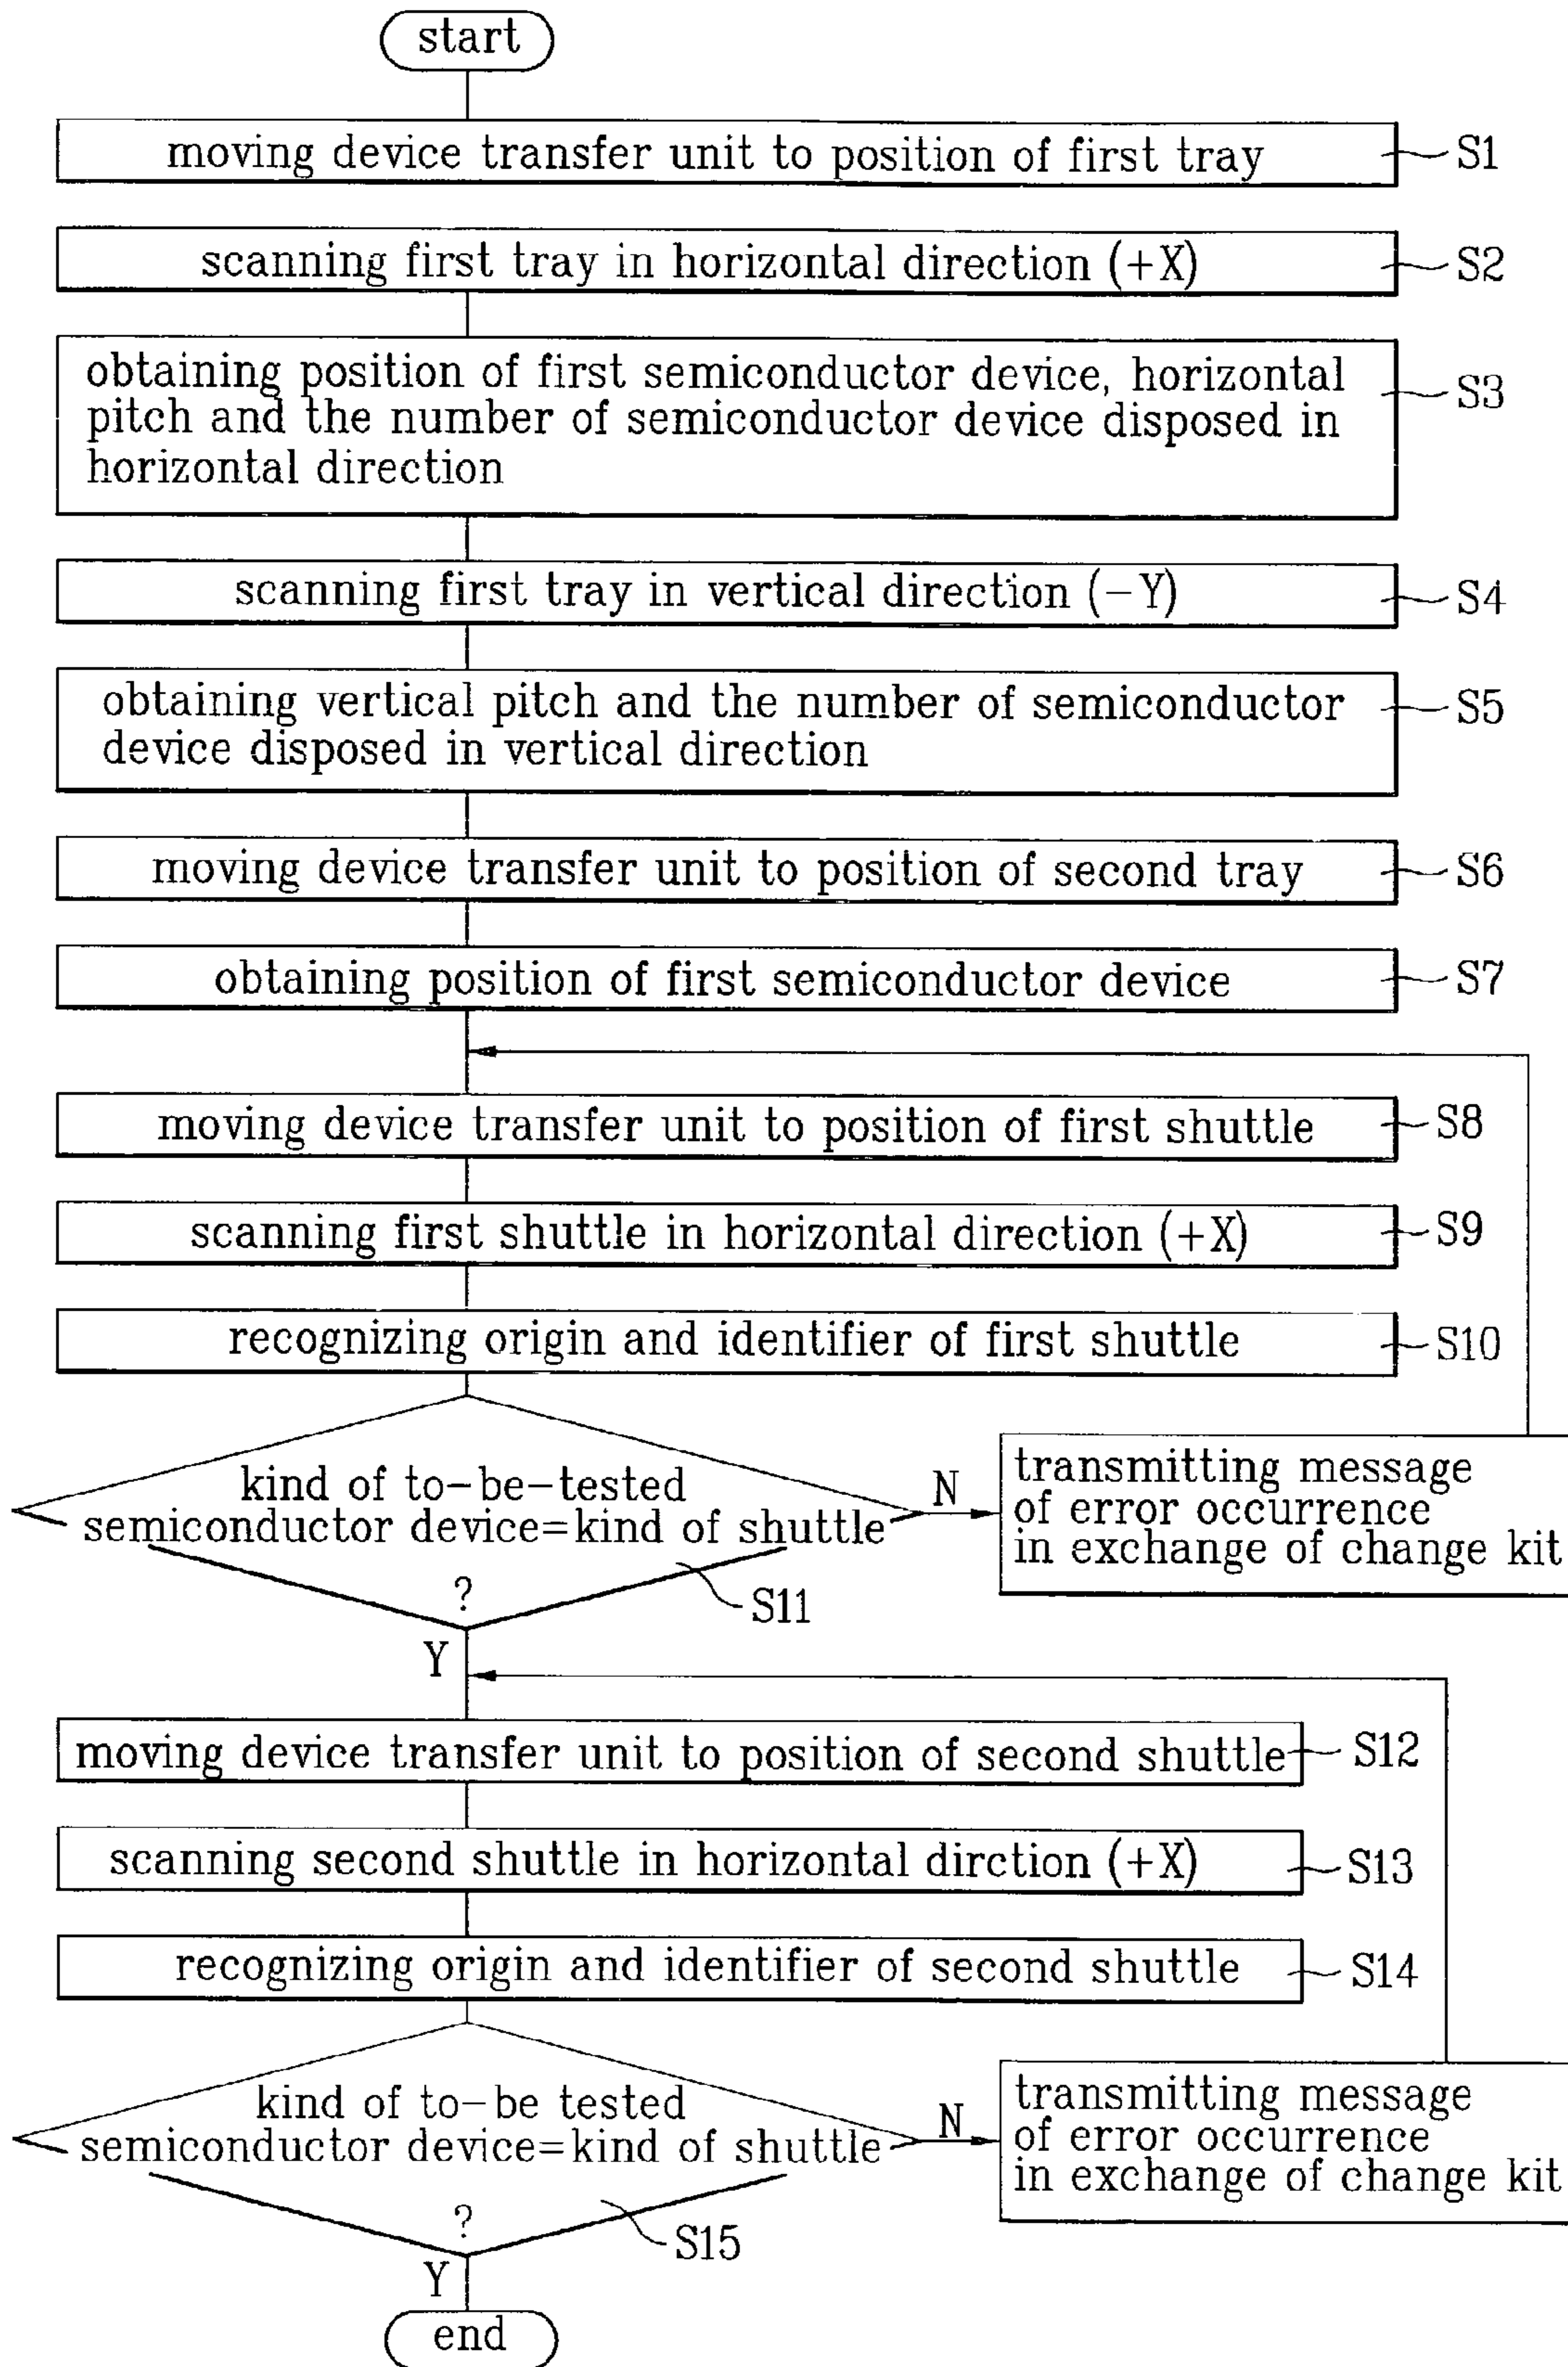 start
moving device transfer unit to position of first tray
S1
scanning first tray in horizontal direction (+X)
S2
obtaining position of first semiconductor device, horizontal
pitch and the number of semiconductor device disposed in
horizontal direction
S3
scanning first tray in vertical direction (-Y)
S4
obtaining vertical pitch and the number of semiconductor
device disposed in vertical direction
S5
moving device transfer unit to position of second tray
S6
obtaining position of first semiconductor device
S7
moving device transfer unit to position of first shuttle
S8
scanning first shuttle in horizontal direction (+X)
S9
recognizing origin and identifier of first shuttle
S10
kind of to-be-tested
semiconductor device=kind of shuttle
?
S11
N
transmitting message
of error occurrence
in exchange of change kit
Y
moving device transfer unit to position of second shuttle
S12
scanning second shuttle in horizontal dirction (+X)
S13
recognizing origin and identifier of second shuttle
S14
kind of to-be tested
semiconductor device=kind of shuttle
?
S15
N
transmitting message
of error occurrence
in exchange of change kit
Y
end